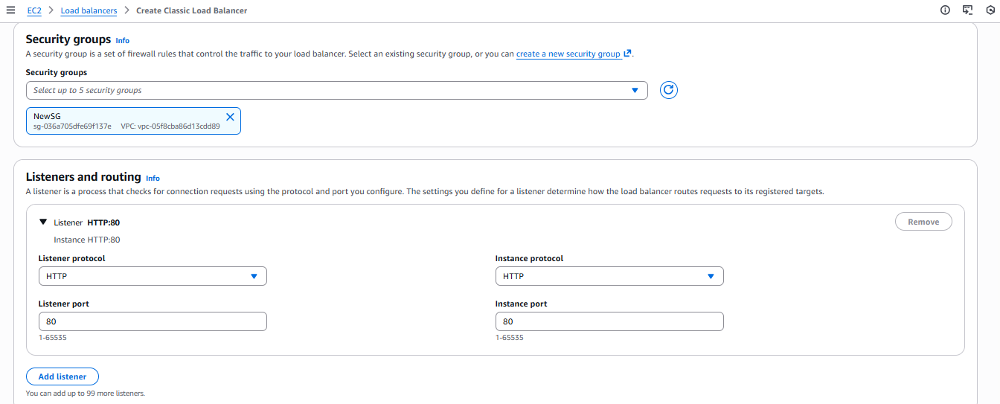 EC2 > Load balancers > Create Classic Load Balancer
Security groups Info
A security group is a set of firewall rules that control the traffic to your load balancer. Select an existing security group, or you can create a new security group.
Security groups
Select up to 5 security groups
NewSG
sg-036a705dfe69f137e VPC: vpc-05f8cba86d13cdd89
Listeners and routing Info
A listener is a process that checks for connection requests using the protocol and port you configure. The settings you define for a listener determine how the load balancer routes requests to its registered targets.
Listener HTTP:80
Remove
Instance HTTP:80
Listener protocol
Instance protocol
HTTP
HTTP
Listener port
Instance port
80
80
1-65535
1-65535
Add listener
You can add up to 99 more listeners.